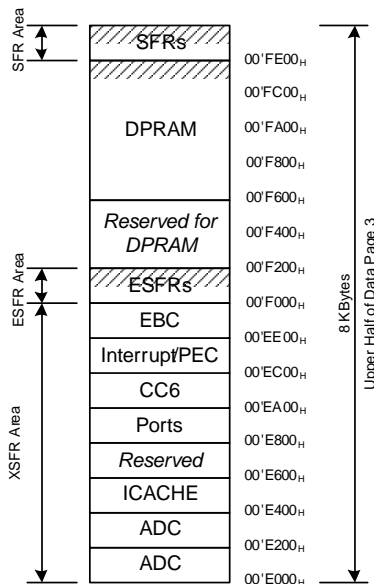 SFR Area
SFRs
00'FE00H
00'FC00H
DPRAM
00'FA00H
00'F800H
00'F600H
Reserved for
DPRAM
00'F400H
00'F200H
ESFR Area
ESFRs
00'F000H
EBC
00'EE00H
Interrupt/PEC
00'EC00H
CC6
00'EA00H
Ports
00'E800H
Reserved
00'E600H
ICACHE
00'E400H
ADC
00'E200H
ADC
00'E000H
XSFR Area
8 KBytes
Upper Half of Data Page 3